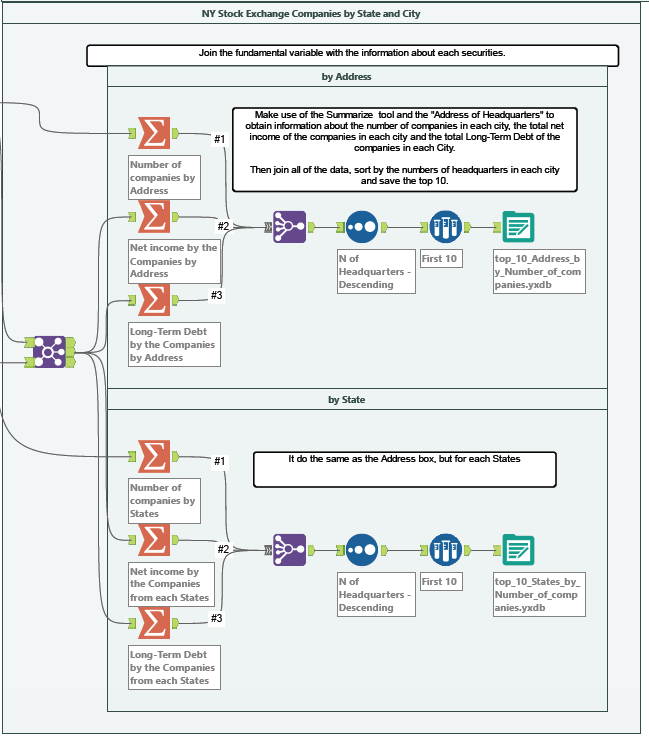 NY Stock Exchange Companies by State and City
Join the fundamental variable with the information about each securities.
by Address
Make use of the Summarize tool and the "Address of Headquarters" to
obtain information about the number of companies in each city, the total net
income of the companies in each city and the total Long-Term Debt of the
companies in each City.
Then join all of the data, sort by the numbers of headquarters in each city
and save the top 10.
#1
Number of
companies by
Address
#2
Net income by the
Companies by
Address
#3
Long-Term Debt
by the Companies
by Address
N of
Headquarters -
Descending
First 10
top_10_Address_b
y_Number_of_com
panies.yxdb
by State
It do the same as the Address box, but for each States
#1
Number of
companies by
States
#2
Net income by
the Companies
from each States
#3
Long-Term Debt
by the Companies
from each States
N of
Headquarters -
Descending
First 10
top_10_States_by_
Number_of_comp
anies.yxdb